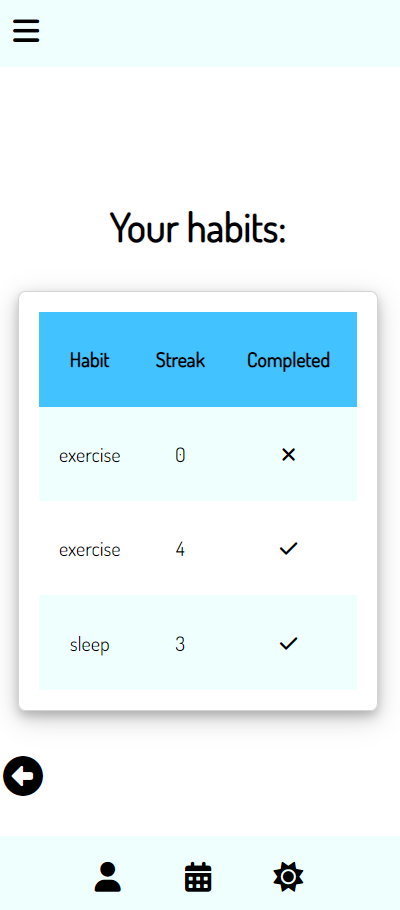 Your habits:
Habit Streak Completed
exercise 0
exercise 4
sleep 3